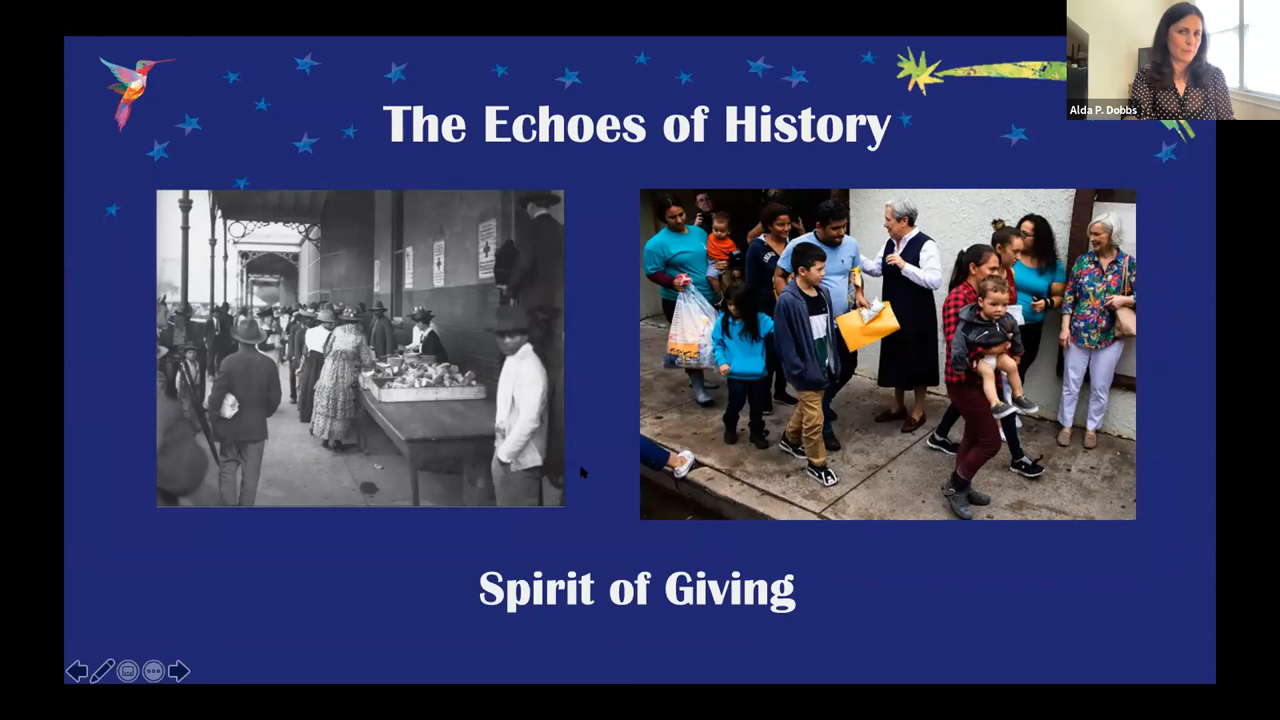 The Echoes of History
Alda P. Dobbs
Spirit of Giving